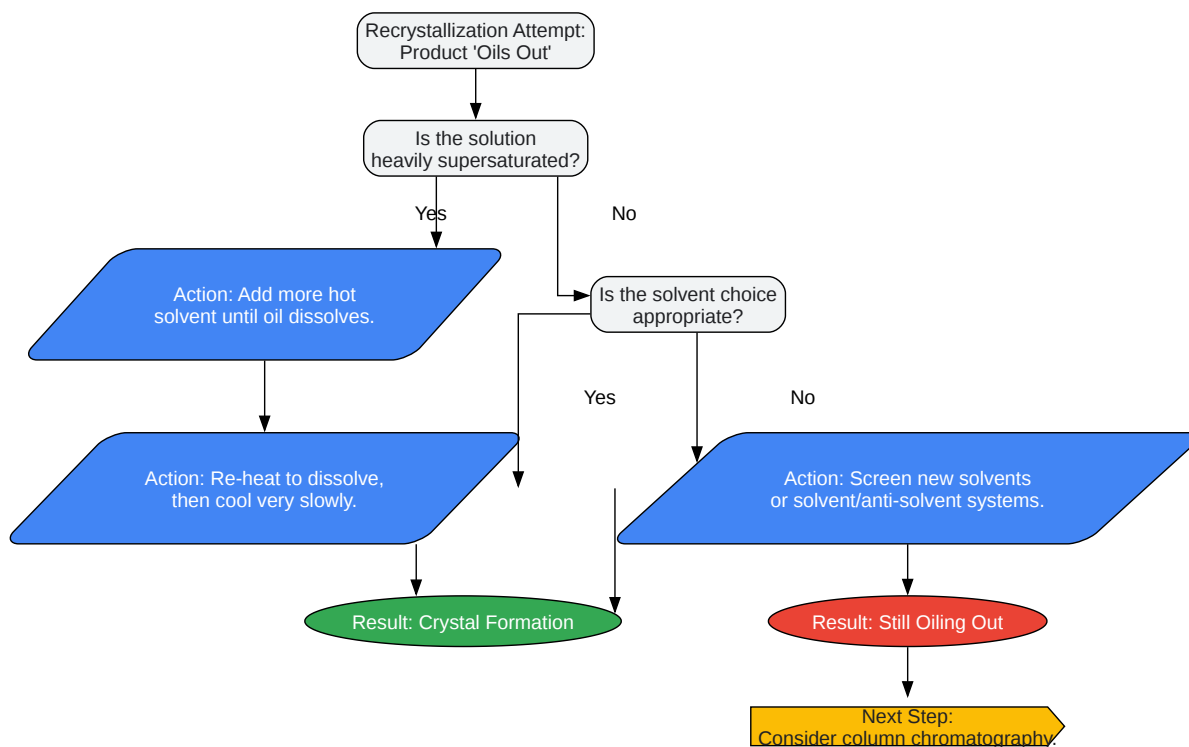 Recrystallization Attempt:
Product 'Oils Out'
Is the solution
heavily supersaturated?
Yes
No
Action: Add more hot
solvent until oil dissolves.
Is the solvent choice
appropriate?
Yes
No
Action: Re-heat to dissolve,
then cool very slowly.
Action: Screen new solvents
or solvent/anti-solvent systems.
Result: Crystal Formation
Result: Still Oiling Out
Next Step:
Consider column chromatography.